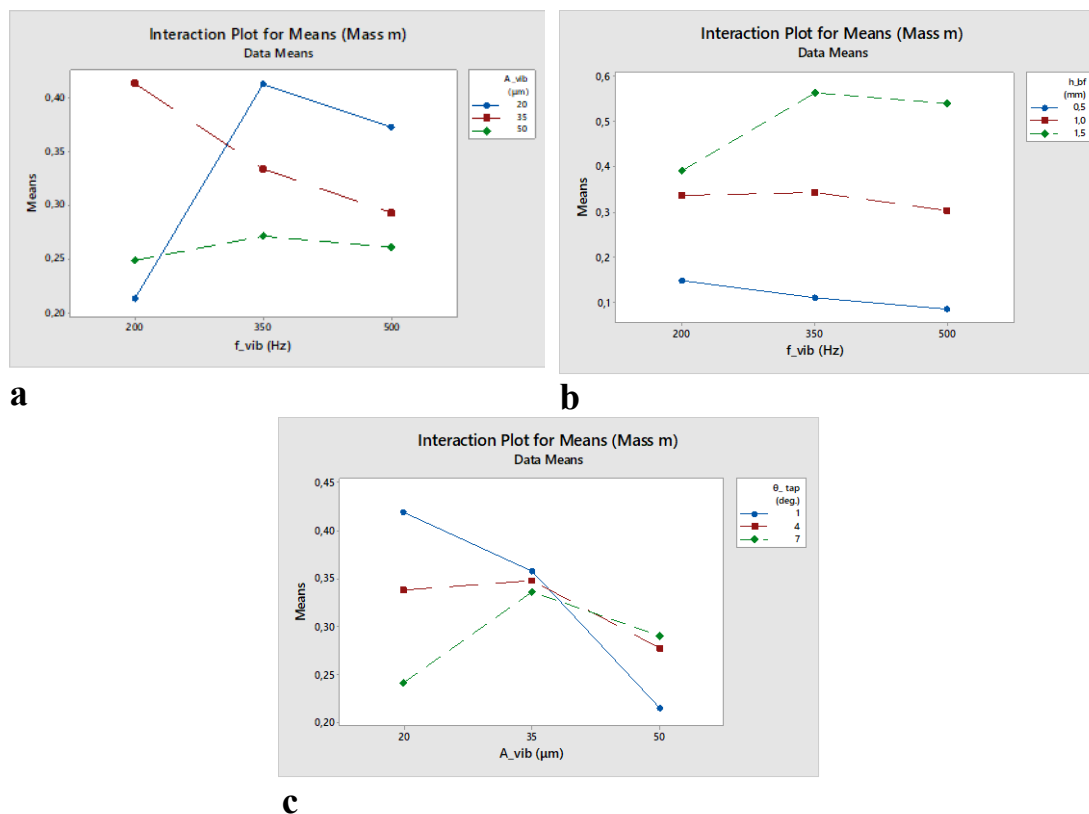 Interaction Plot for Means (Mass m)
Data Means
A_vib
(µm)
20
35
50
0,40
0,35
0,30
0,25
0,20
Means
200
350
500
f_vib (Hz)
a
Interaction Plot for Means (Mass m)
Data Means
h_bf
(mm)
0,5
1,0
1,5
0,6
0,5
0,4
0,3
0,2
0,1
Means
200
350
500
f_vib (Hz)
b
Interaction Plot for Means (Mass m)
Data Means
θ_ tap
(deg.)
1
4
7
0,45
0,40
0,35
0,30
0,25
0,20
Means
20
35
50
A_vib (µm)
c